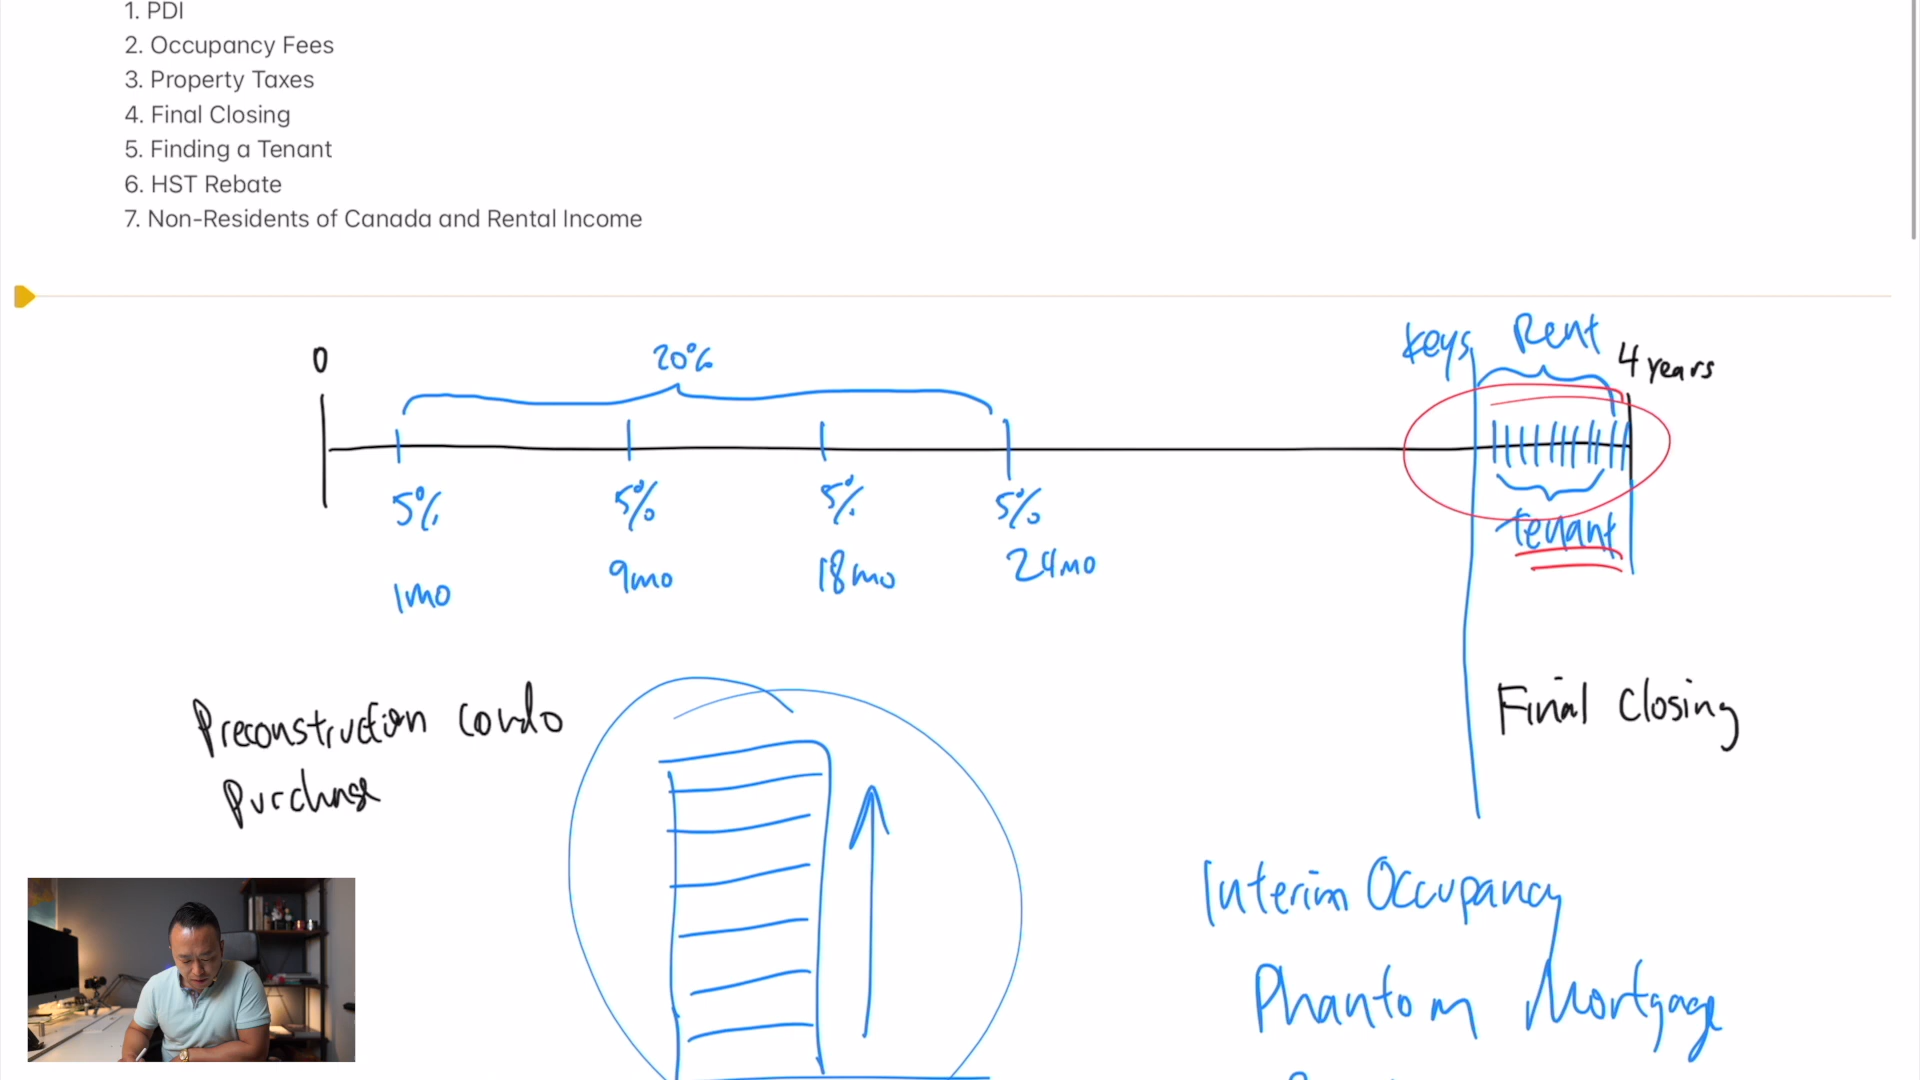 1. PDI
2. Occupancy Fees
3. Property Taxes
4. Final Closing
5. Finding a Tenant
6. HST Rebate
7. Non-Residents of Canada and Rental Income
Keys Rent
0 20% 4 years
5% 5% 5% 5%
1mo 9mo 18mo 24mo
Tenant
Preconstruction Condo
Purchase
Final Closing
Interim Occupancy
Phantom Mortgage